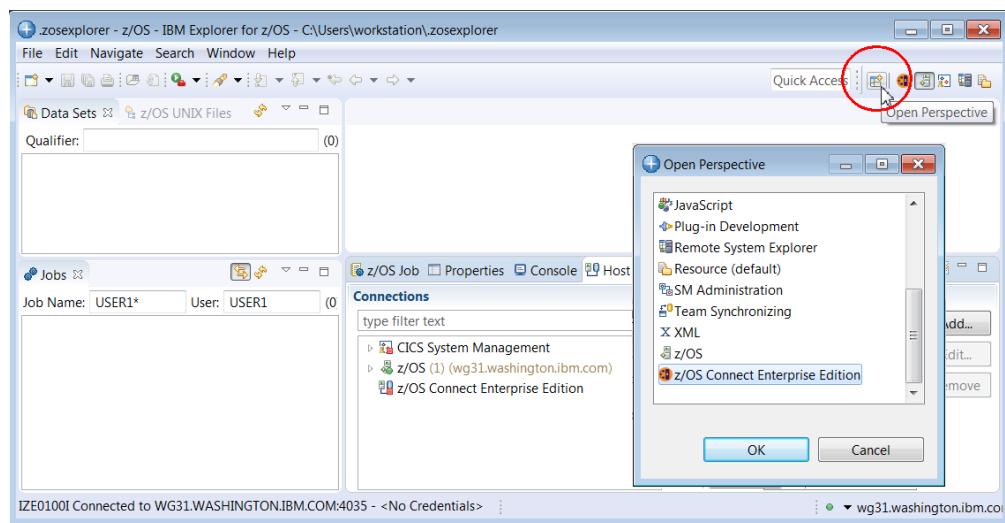 .zosexplorer - z/OS - IBM Explorer for z/OS - C:\Users\workstation\.zosexplorer
File Edit Navigate Search Window Help
Quick Access
Open Perspective
Data Sets z/OS UNIX Files
Qualifier: (0)
Open Perspective
JavaScript
Plug-in Development
Remote System Explorer
Resource (default)
SM Administration
Team Synchronizing
XML
z/OS
z/OS Connect Enterprise Edition
OK Cancel
Jobs
Job Name: USER1* User: USER1 (0
z/OS Job Properties Console Host
Connections
type filter text
CICS System Management
z/OS (1) (wg31.washington.ibm.com)
z/OS Connect Enterprise Edition
Add...
Edit...
emove
IZE0100I Connected to WG31.WASHINGTON.IBM.COM:4035 - <No Credentials>
wg31.washington.ibm.co